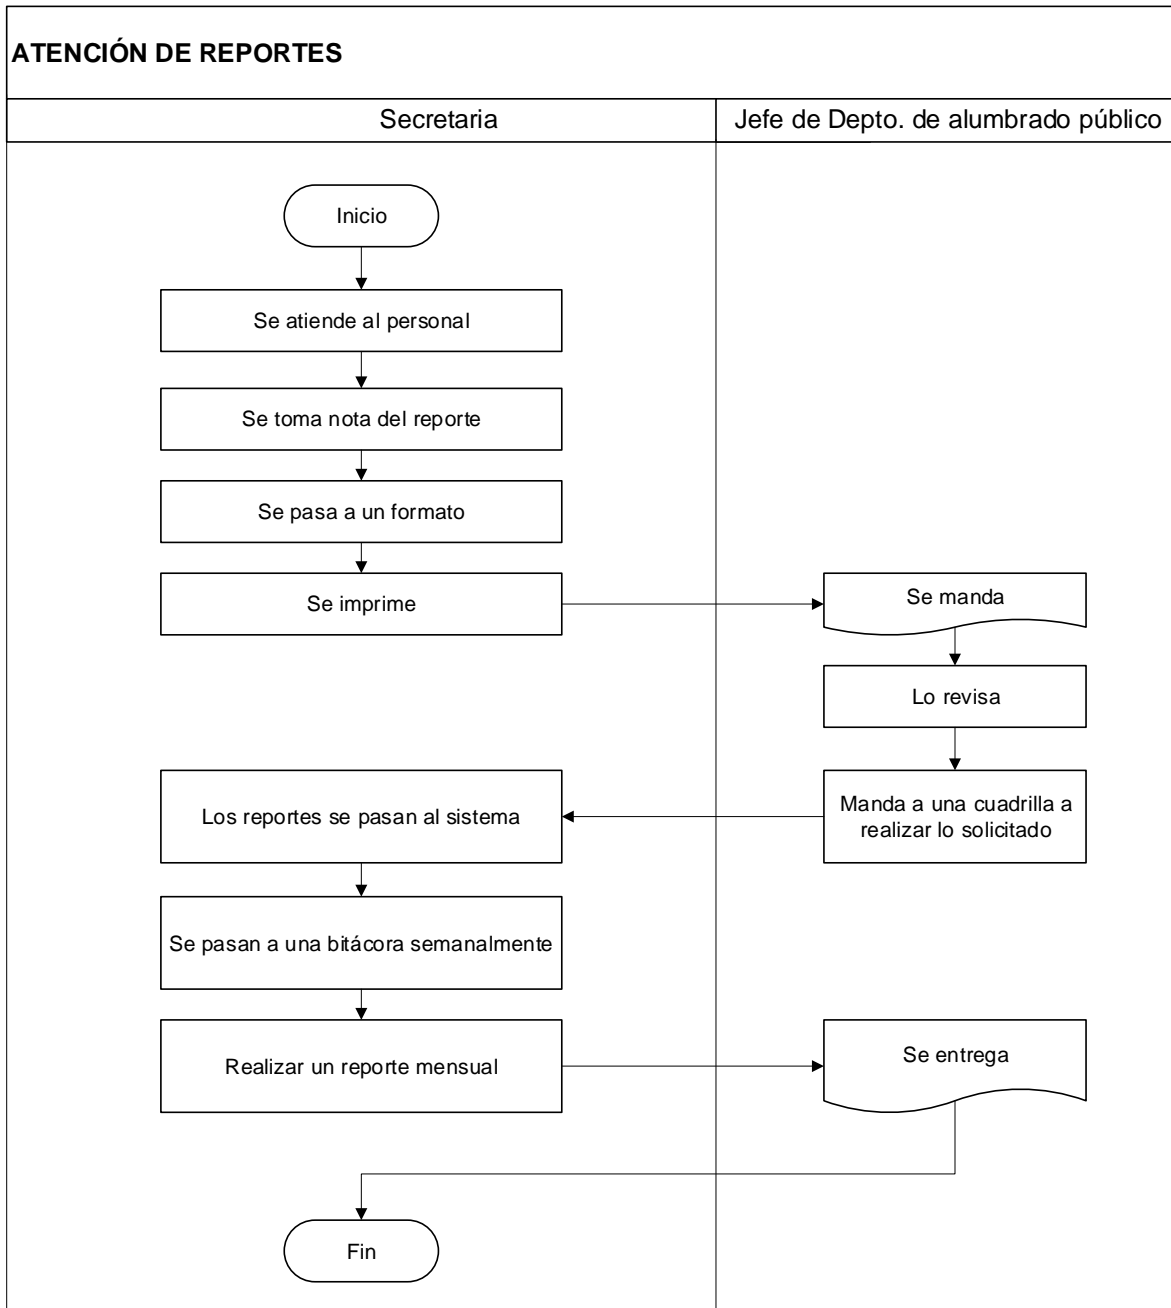 ATENCIÓN DE REPORTES
Secretaria
Jefe de Depto. de alumbrado público
Inicio
Se atiende al personal
Se toma nota del reporte
Se pasa a un formato
Se imprime
Se manda
Lo revisa
Manda a una cuadrilla a
realizar lo solicitado
Los reportes se pasan al sistema
Se pasan a una bitácora semanalmente
Realizar un reporte mensual
Se entrega
Fin